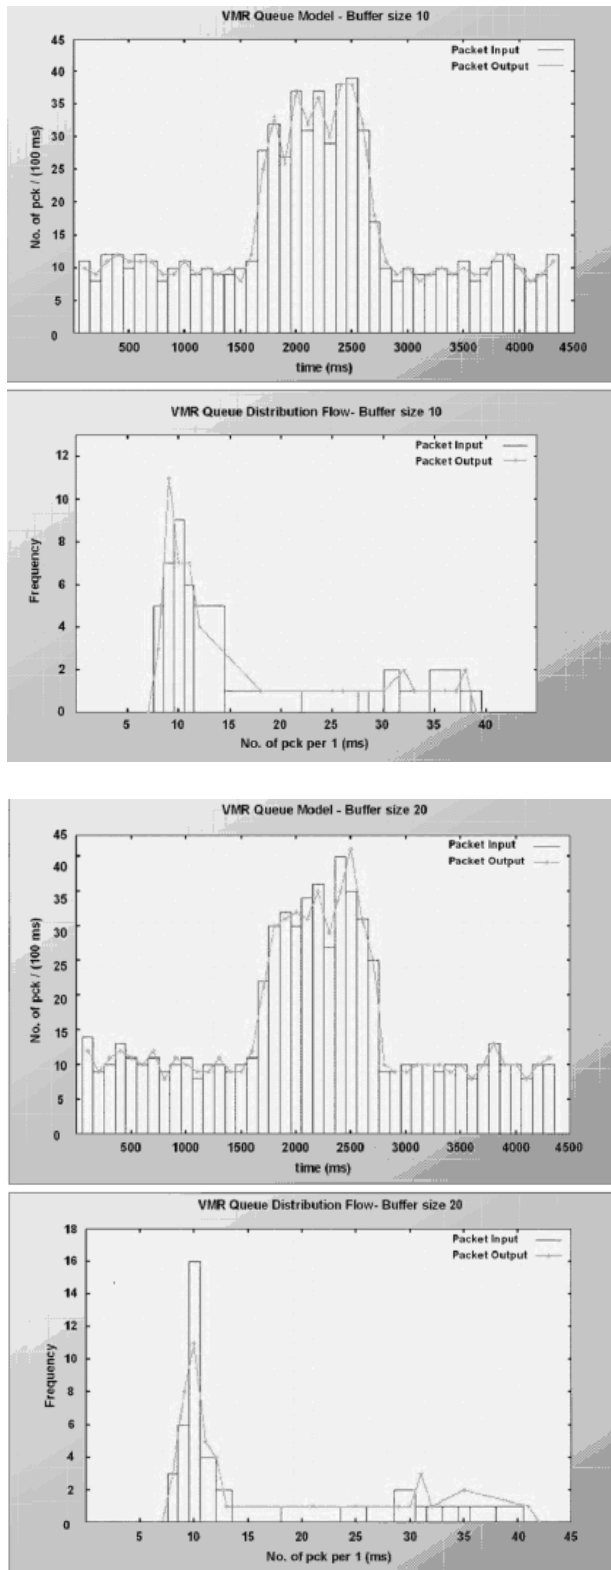 VMR Queue Model - Buffer size 10
Packet Input
Packet Output
No. of pck / (100 ms)
45
40
35
30
25
20
15
10
5
0
500 1000 1500 2000 2500 3000 3500 4000 4500
time (ms)
VMR Queue Distribution Flow- Buffer size 10
Packet Input
Packet Output
Frequency
12
10
8
6
4
2
0
5 10 15 20 25 30 35 40
No. of pck per 1 (ms)
VMR Queue Model - Buffer size 20
Packet Input
Packet Output
No. of pck / (100 ms)
45
40
35
30
25
20
15
10
5
0
500 1000 1500 2000 2500 3000 3500 4000 4500
time (ms)
VMR Queue Distribution Flow- Buffer size 20
Packet Input
Packet Output
Frequency
18
16
14
12
10
8
6
4
2
0
5 10 15 20 25 30 35 40 45
No. of pck per 1 (ms)